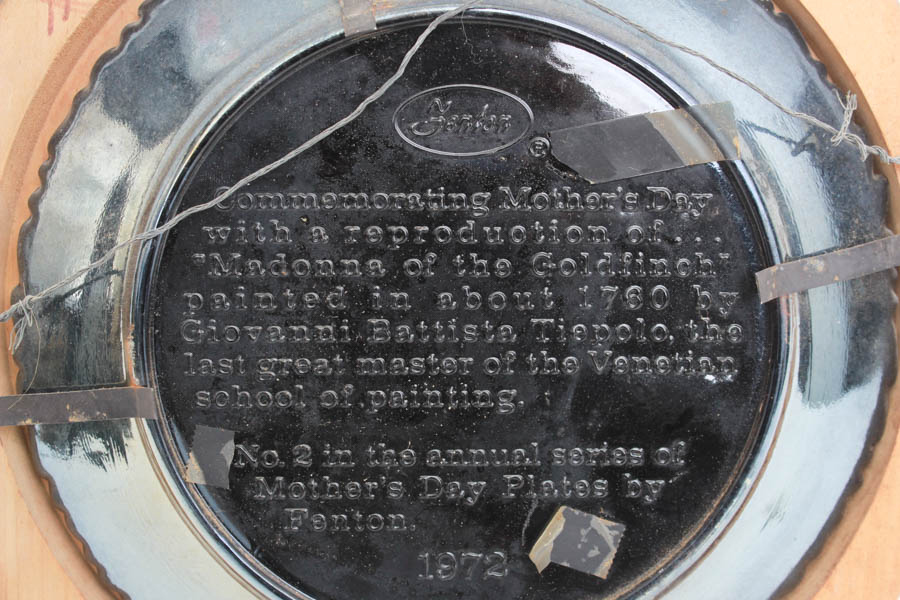 Fenton
®
Commemorating Mother's Day
with a reproduction of...
"Madonna of the Goldfinch"
painted in about 1760 by
Giovanni Battista Tiepolo, the
last great master of the Venetian
school of painting.
No. 2 in the annual series of
Mother's Day Plates by
Fenton.
1972